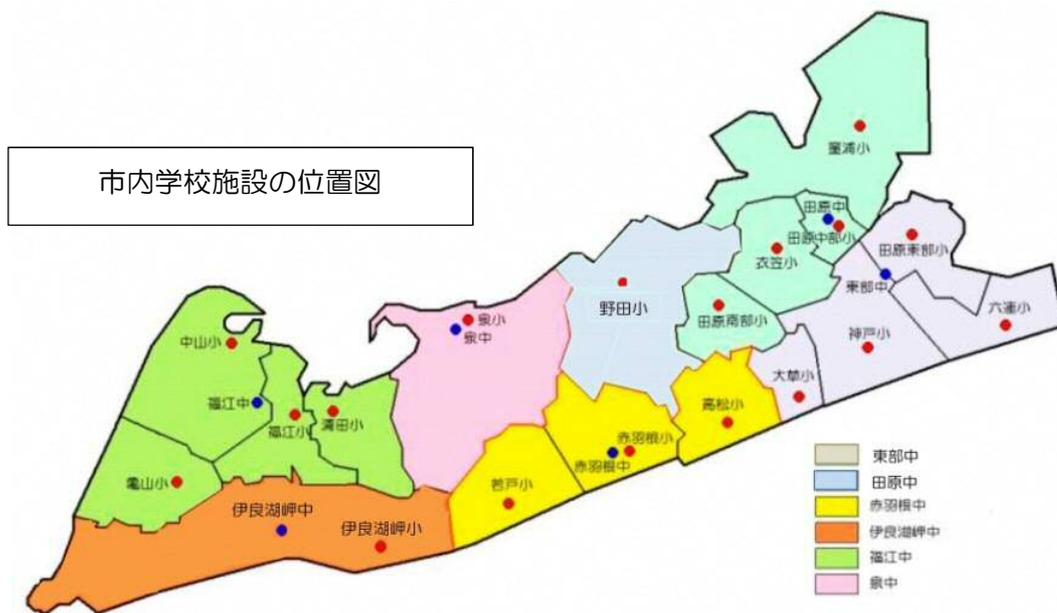 市内学校施設の位置図
童浦小
田原中
田原中部小
衣笠小
田原東部小
東部中
野田小
田原南部小
六連小
神戸小
泉小
泉中
中山小
大草小
福江中
福江小
清田小
高松小
赤羽根小
赤羽根中
亀山小
若戸小
伊良湖岬中
伊良湖岬小
東部中
田原中
赤羽根中
伊良湖岬中
福江中
泉中